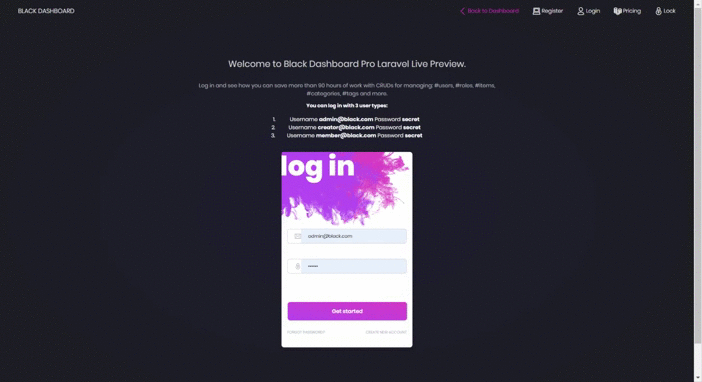 BLACK DASHBOARD
Back to Dashboard Register Login Pricing Lock
Welcome to Black Dashboard Pro Laravel Live Preview.
Log in and see how you can save more than 90 hours of work with CRUDs for managing: #users, #roles, #items,
#categories, #tags and more.
You can log in with 3 user types:
1. Username admin@black.com Password secret
2. Username creator@black.com Password secret
3. Username member@black.com Password secret
log in
admin@black.com
••••••
Get started
FORGOT PASSWORD? CREATE NEW ACCOUNT